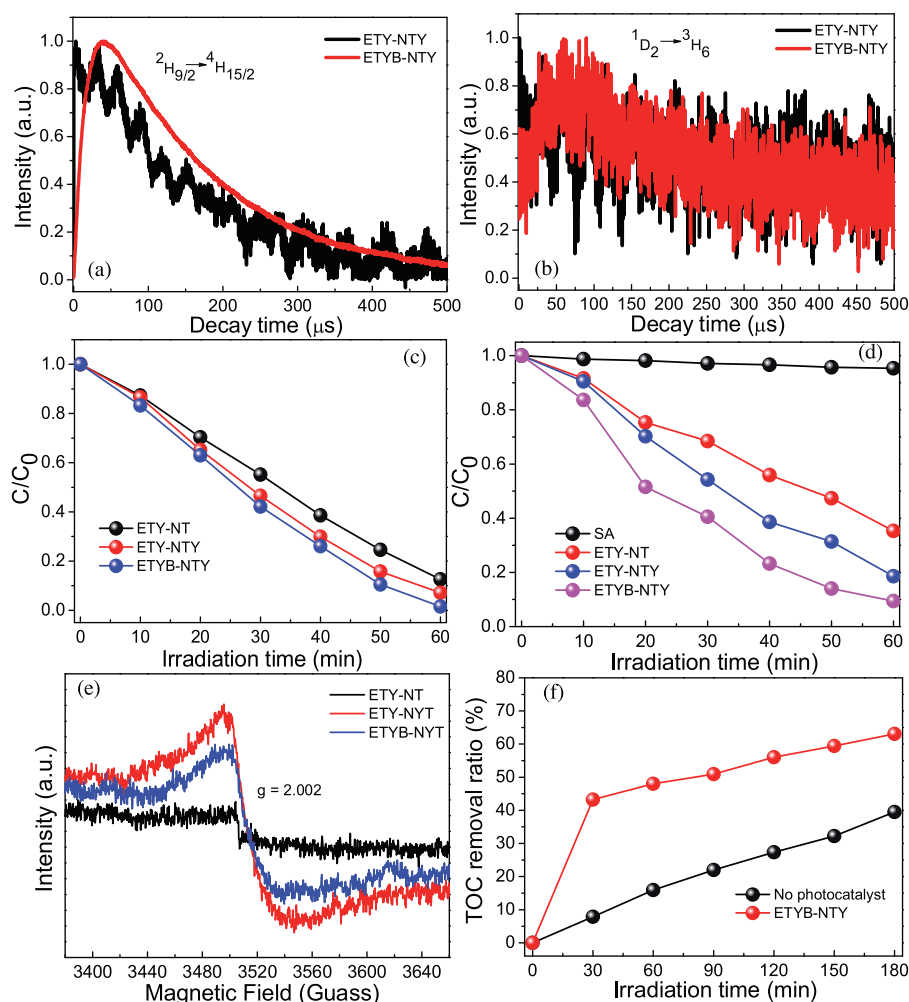 (a)
ETY-NTY
ETYB-NTY
²H₉/₂→⁴H₁₅/₂
Intensity (a.u.)
1.0
0.8
0.6
0.4
0.2
0.0
0 100 200 300 400 500
Decay time (μs)
(b)
ETY-NTY
ETYB-NTY
¹D₂→³H₆
Intensity (a.u.)
1.0
0.8
0.6
0.4
0.2
0.0
0 50 100 150 200 250 300 350 400 450 500
Decay time (μs)
(c)
C/C₀
1.0
0.8
0.6
0.4
0.2
0.0
ETY-NT
ETY-NTY
ETYB-NTY
0 10 20 30 40 50 60
Irradiation time (min)
(d)
C/C₀
1.0
0.8
0.6
0.4
0.2
0.0
SA
ETY-NT
ETY-NTY
ETYB-NTY
0 10 20 30 40 50 60
Irradiation time (min)
(e)
ETY-NT
ETY-NYT
ETYB-NYT
g = 2.002
Intensity (a.u.)
3400 3440 3480 3520 3560 3600 3640
Magnetic Field (Guass)
(f)
TOC removal ratio (%)
80
70
60
50
40
30
20
10
0
No photocatalyst
ETYB-NTY
0 30 60 90 120 150 180
Irradiation time (min)